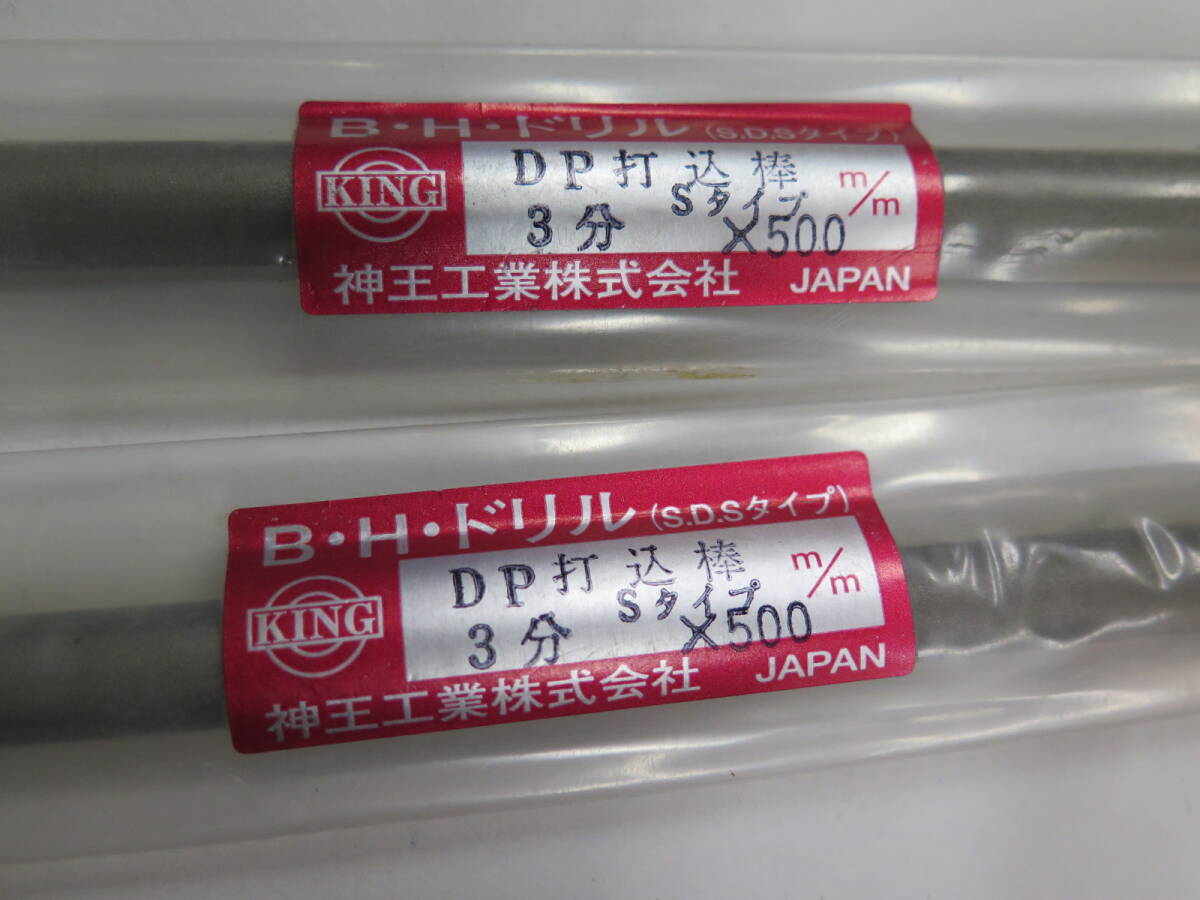 B・H・ドリル (S.D.Sタイプ)
KING
DP打込棒
Sタイプ
3分 ×500 m/m
神王工業株式会社 JAPAN
B・H・ドリル (S.D.Sタイプ)
KING
DP打込棒
Sタイプ
3分 ×500 m/m
神王工業株式会社 JAPAN